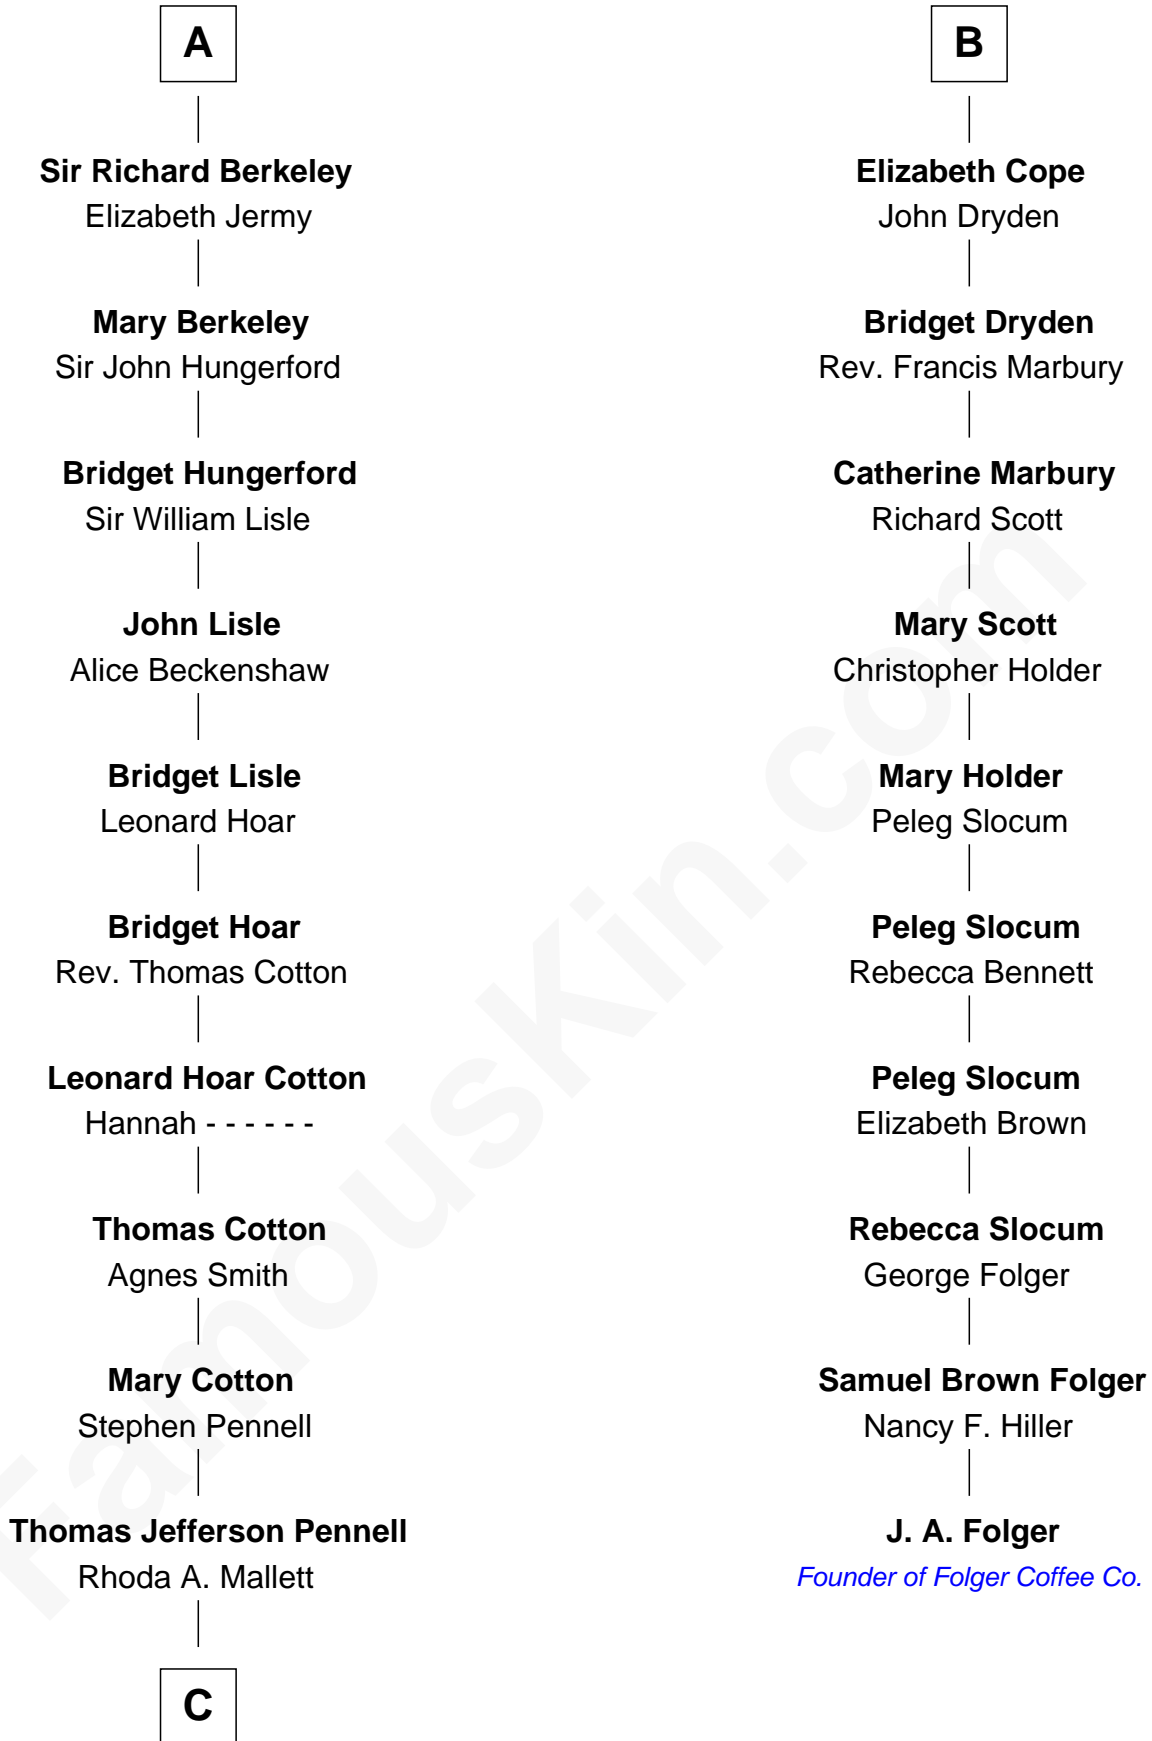 A
Sir Richard Berkeley
Elizabeth Jermy
Mary Berkeley
Sir John Hungerford
Bridget Hungerford
Sir William Lisle
John Lisle
Alice Beckenshaw
Bridget Lisle
Leonard Hoar
Bridget Hoar
Rev. Thomas Cotton
Leonard Hoar Cotton
Hannah - - - - - -
Thomas Cotton
Agnes Smith
Mary Cotton
Stephen Pennell
Thomas Jefferson Pennell
Rhoda A. Mallett
C
B
Elizabeth Cope
John Dryden
Bridget Dryden
Rev. Francis Marbury
Catherine Marbury
Richard Scott
Mary Scott
Christopher Holder
Mary Holder
Peleg Slocum
Peleg Slocum
Rebecca Bennett
Peleg Slocum
Elizabeth Brown
Rebecca Slocum
George Folger
Samuel Brown Folger
Nancy F. Hiller
J. A. Folger
Founder of Folger Coffee Co.
FamousKin.com